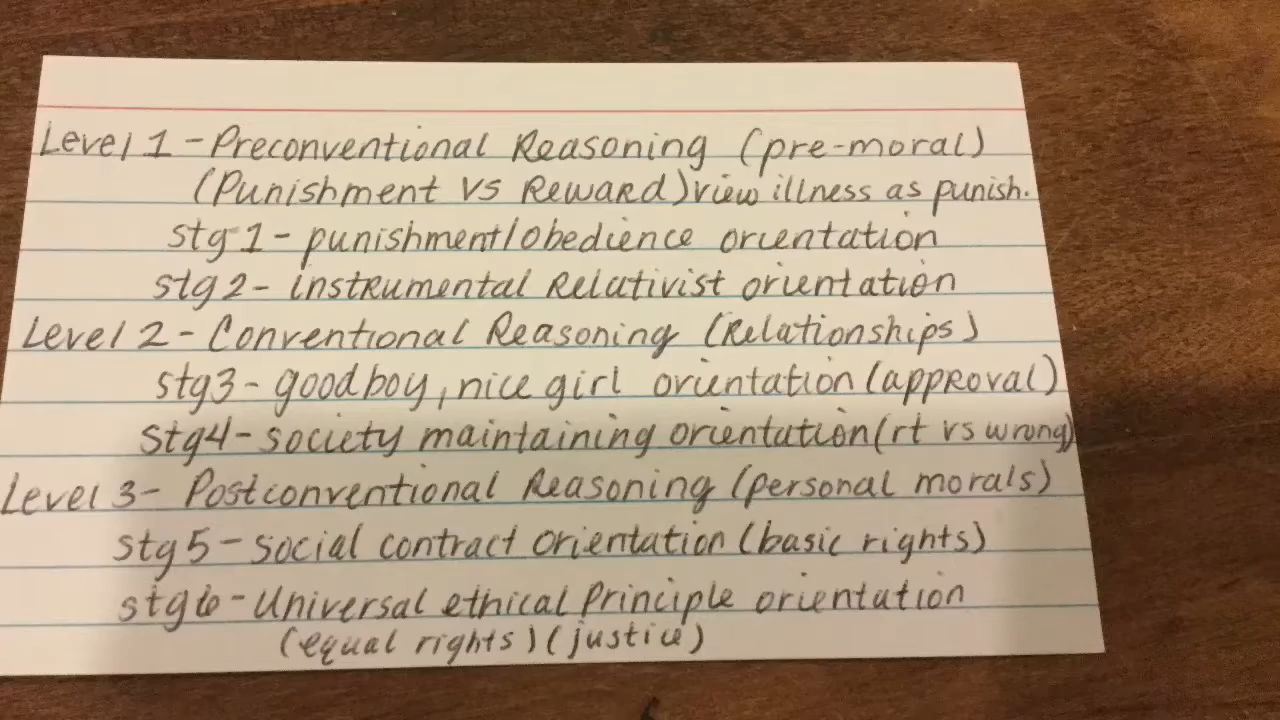 Level 1 - Preconventional Reasoning (pre-moral)
(Punishment vs Reward) view illness as punish.
stg 1 - punishment/obedience orientation
stg 2 - instrumental Relativist orientation
Level 2 - Conventional Reasoning (Relationships)
stg 3 - good boy, nice girl orientation (approval)
stg 4 - society maintaining orientation (rt vs wrong)
Level 3 - Postconventional Reasoning (personal morals)
stg 5 - social contract orientation (basic rights)
stg 6 - Universal ethical Principle orientation
(equal rights) (justice)